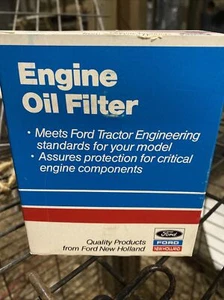 Engine
Oil Filter
• Meets Ford Tractor Engineering
standards for your model
• Assures protection for critical
engine components
Quality Products
from Ford New Holland
Ford
FORD
NEW HOLLAND